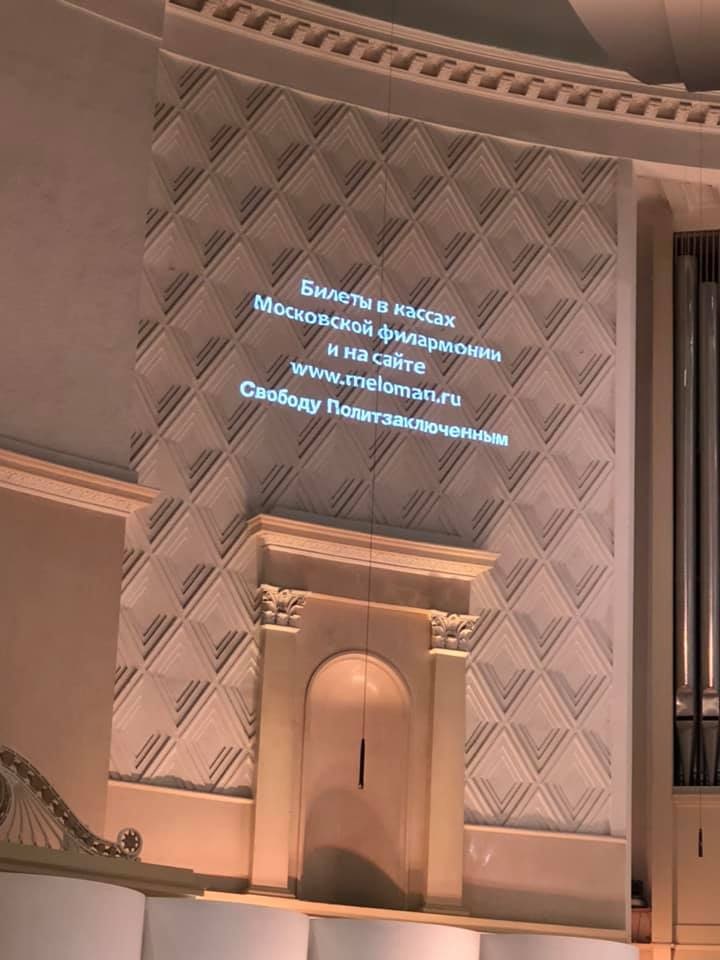 Билеты в кассах
Московской филармонии
и на сайте
www.meloman.ru
Свободу Политзаключенным